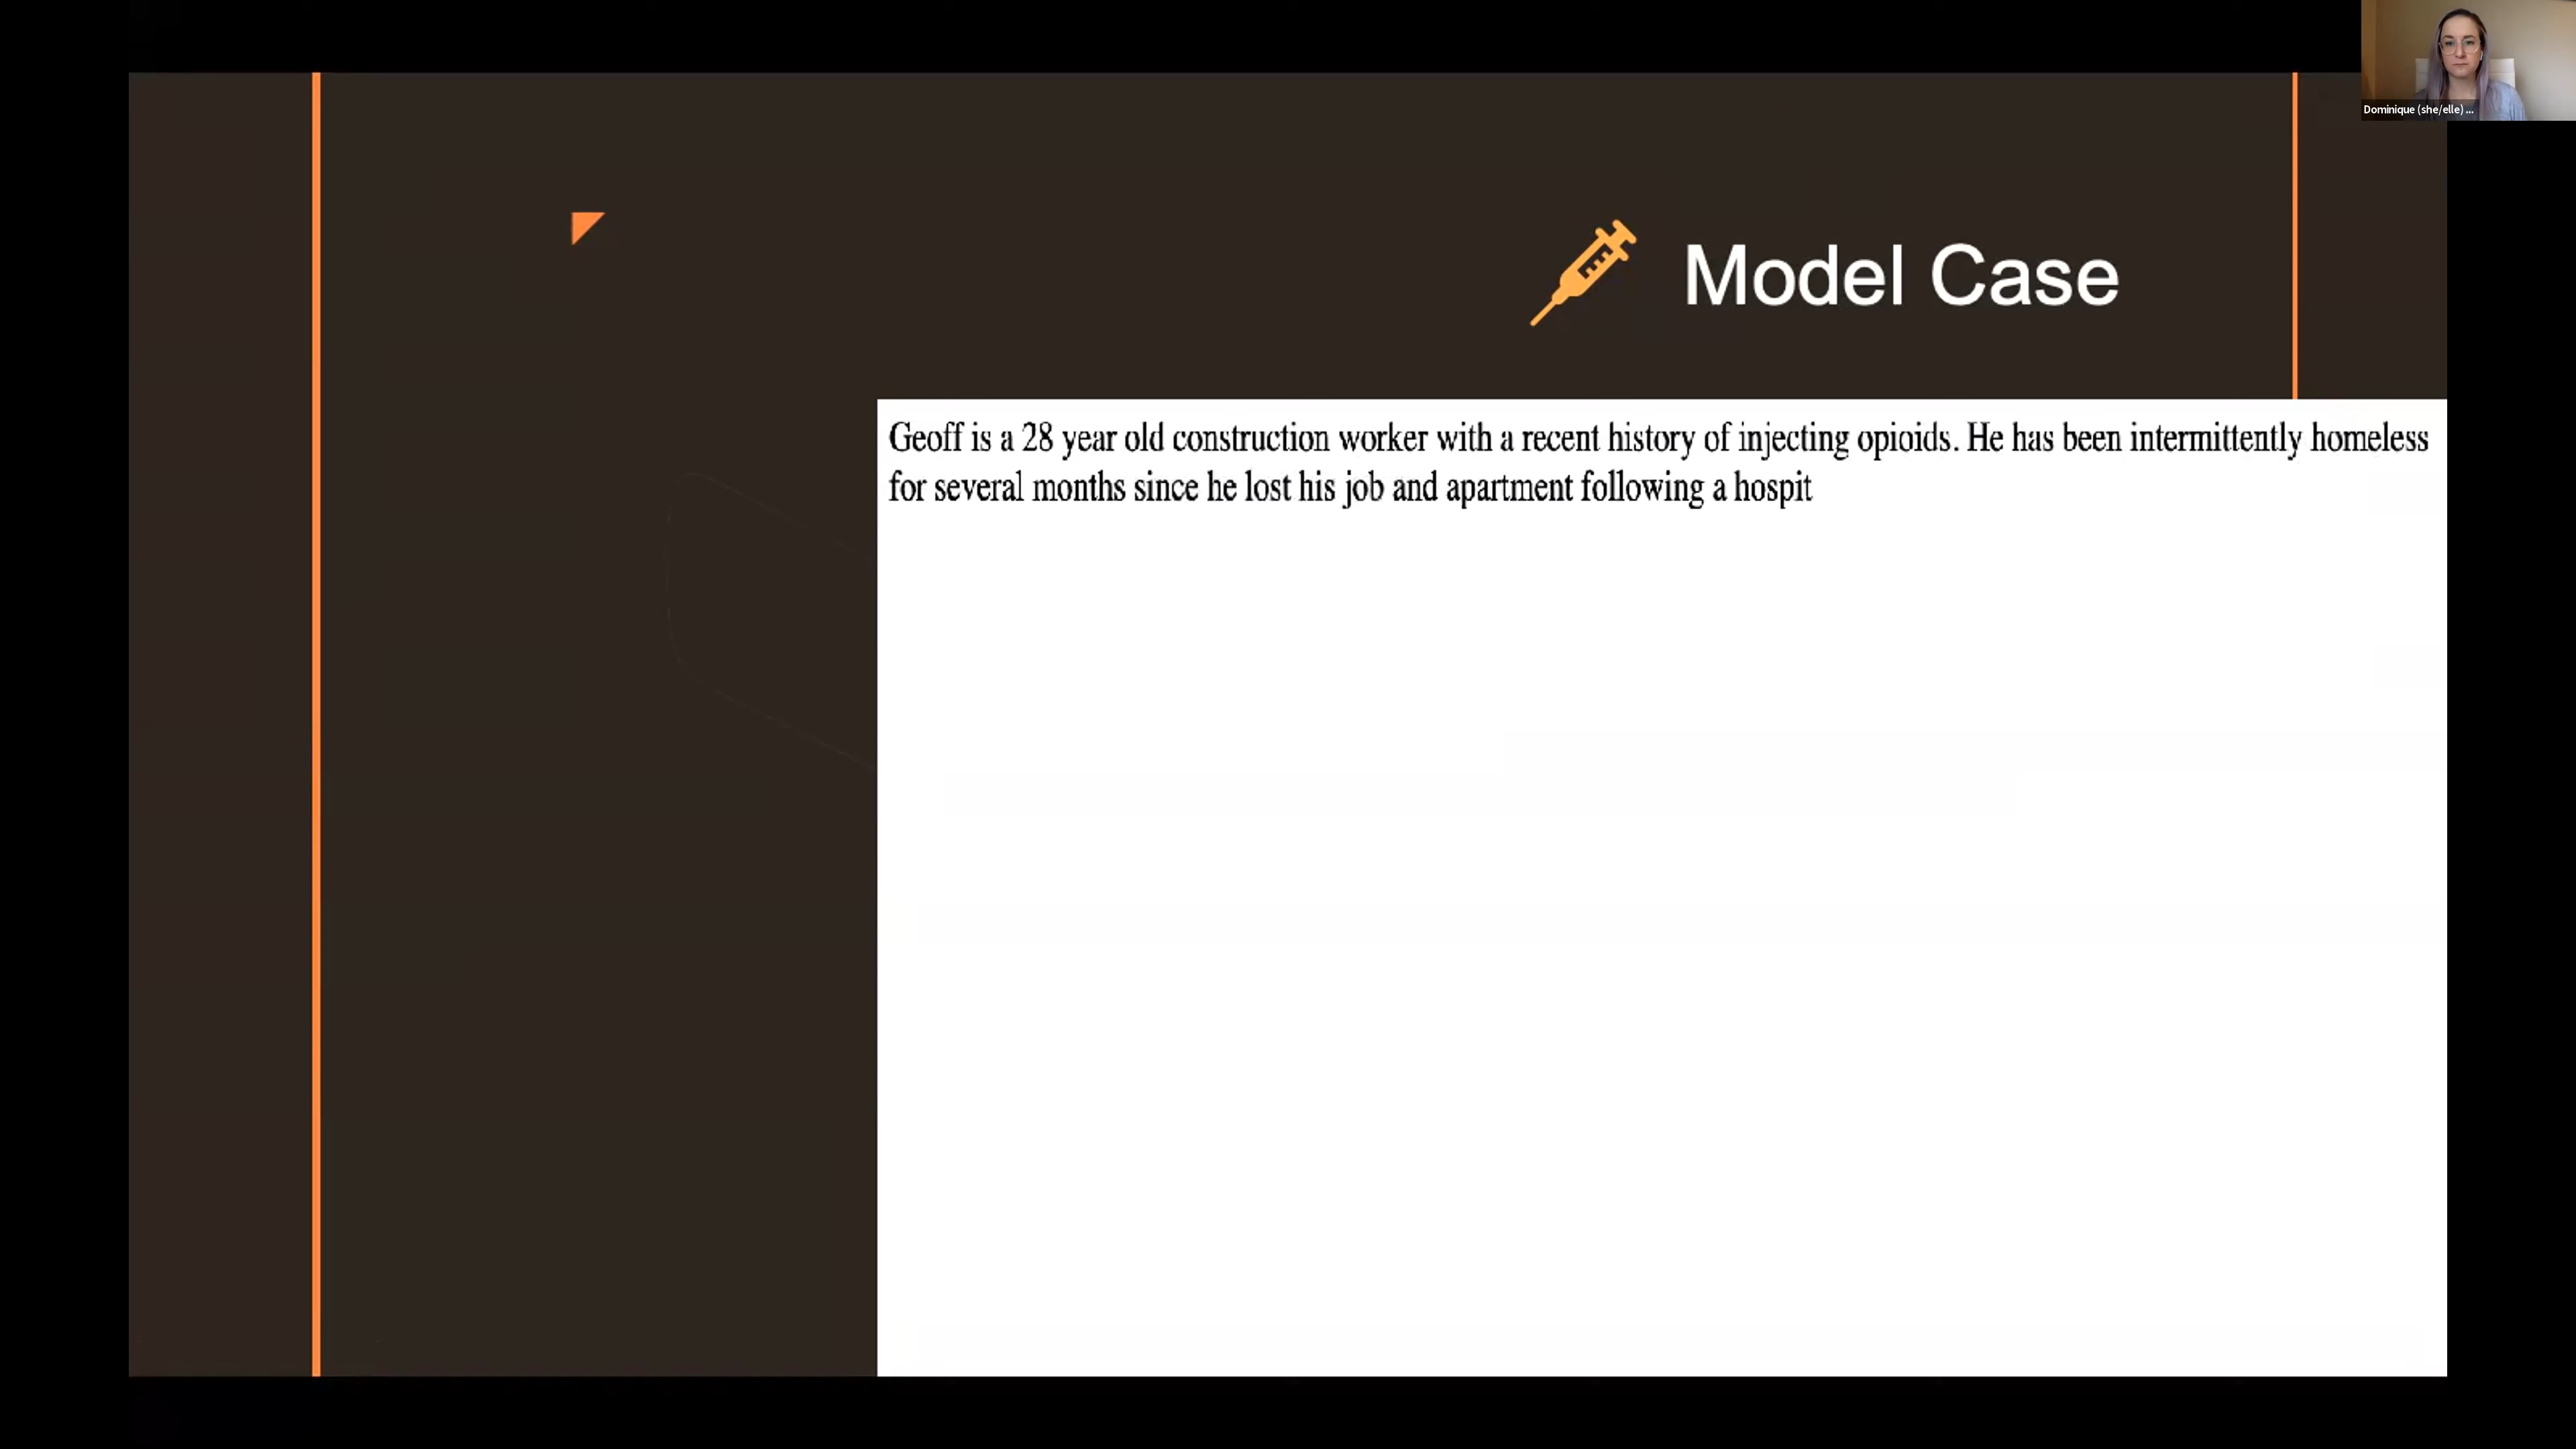 Dominique (she/elle) ...
Model Case
Geoff is a 28 year old construction worker with a recent history of injecting opioids. He has been intermittently homeless
for several months since he lost his job and apartment following a hospit